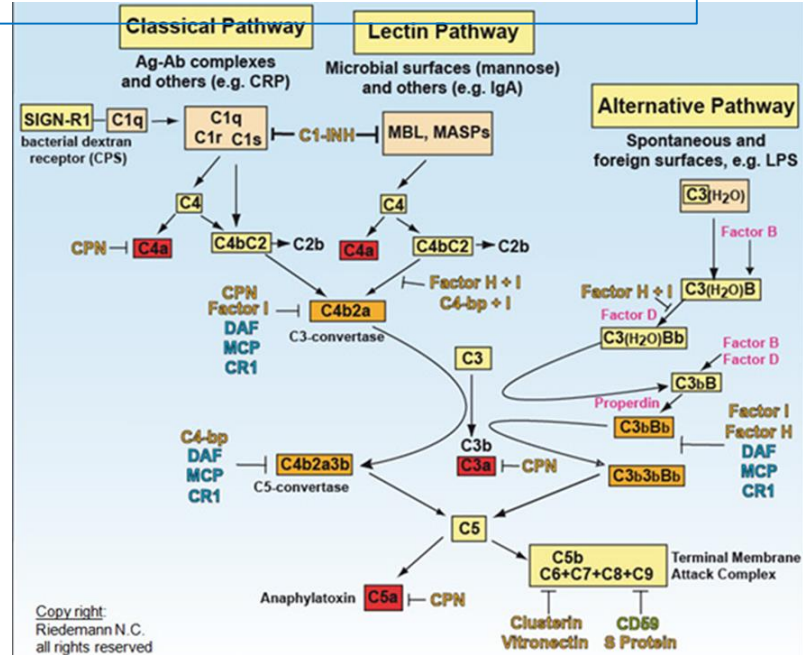 Classical Pathway
Ag-Ab complexes
and others (e.g. CRP)
Lectin Pathway
Microbial surfaces (mannose)
and others (e.g. IgA)
Alternative Pathway
Spontaneous and
foreign surfaces, e.g. LPS
SIGN-R1
C1q
bacterial dextran
receptor (CPS)
C1q
C1r C1s
C1-INH
MBL, MASPs
C3(H₂O)
Factor B
C4
C4
CPN
C4a
C4bC2
C2b
C4a
C4bC2
C2b
Factor H + I
C4-bp + I
Factor H + I
C3(H₂O)B
Factor D
C3(H₂O)Bb
CPN
Factor I
DAF
MCP
CR1
C4b2a
C3-convertase
C3
Factor B
Factor D
C3bB
Properdin
C3bBb
Factor I
Factor H
DAF
MCP
CR1
C4-bp
DAF
MCP
CR1
C4b2a3b
C5-convertase
C3b
C3a
CPN
C3b3bBb
C5
C5b
C6+C7+C8+C9
Terminal Membrane
Attack Complex
Anaphylatoxin
C5a
CPN
Clusterin
Vitronectin
CD59
S Protein
Copy right:
Riedemann N.C.
all rights reserved